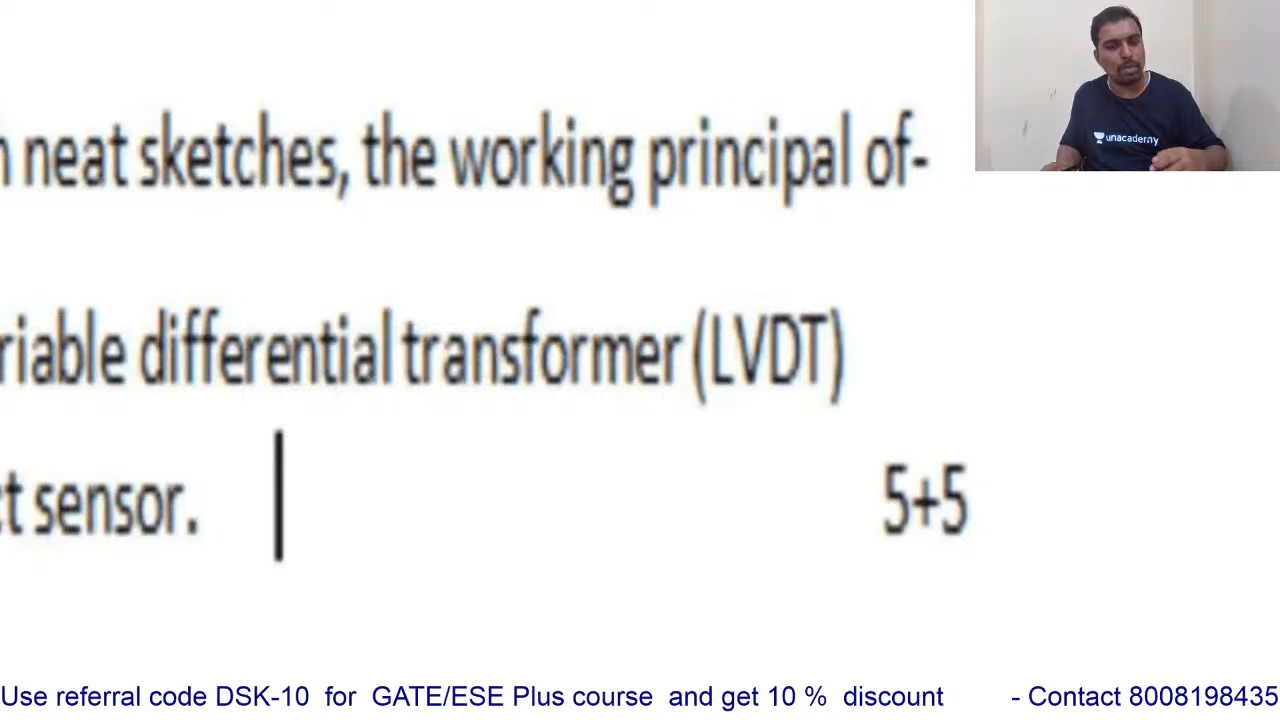 neat sketches, the working principal of-
unacademy
differential transformer (LVDT)
sensor.
5+5
Use referral code DSK-10 for GATE/ESE Plus course and get 10 % discount - Contact 8008198435